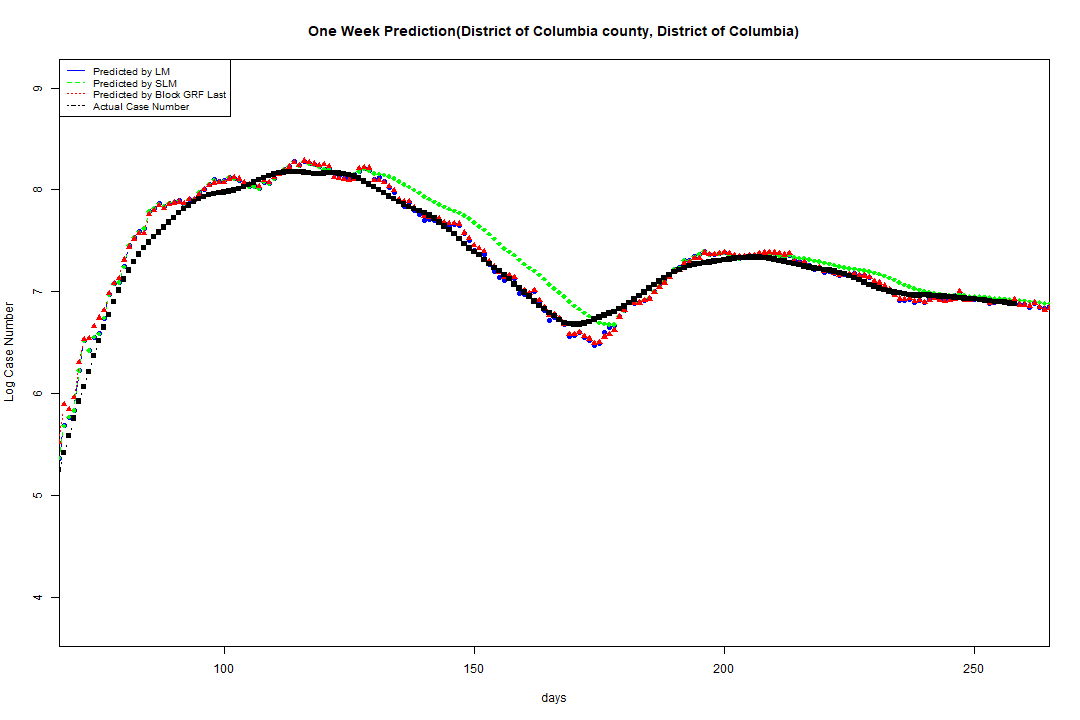 One Week Prediction(District of Columbia county, District of Columbia)
Predicted by LM
Predicted by SLM
Predicted by Block GRF Last
Actual Case Number
9
8
7
6
5
4
Log Case Number
100 150 200 250
days